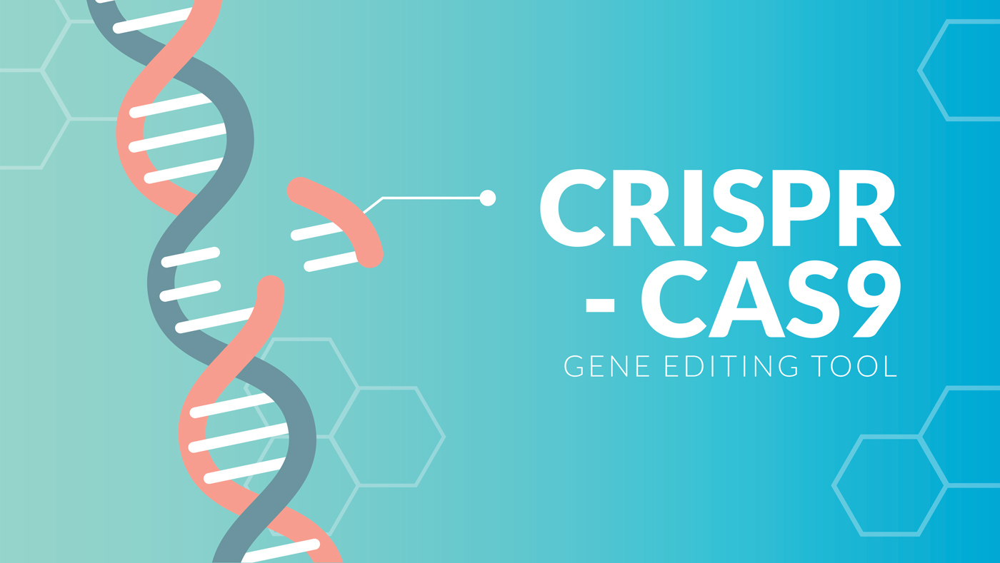 CRISPR
- CAS9
GENE EDITING TOOL